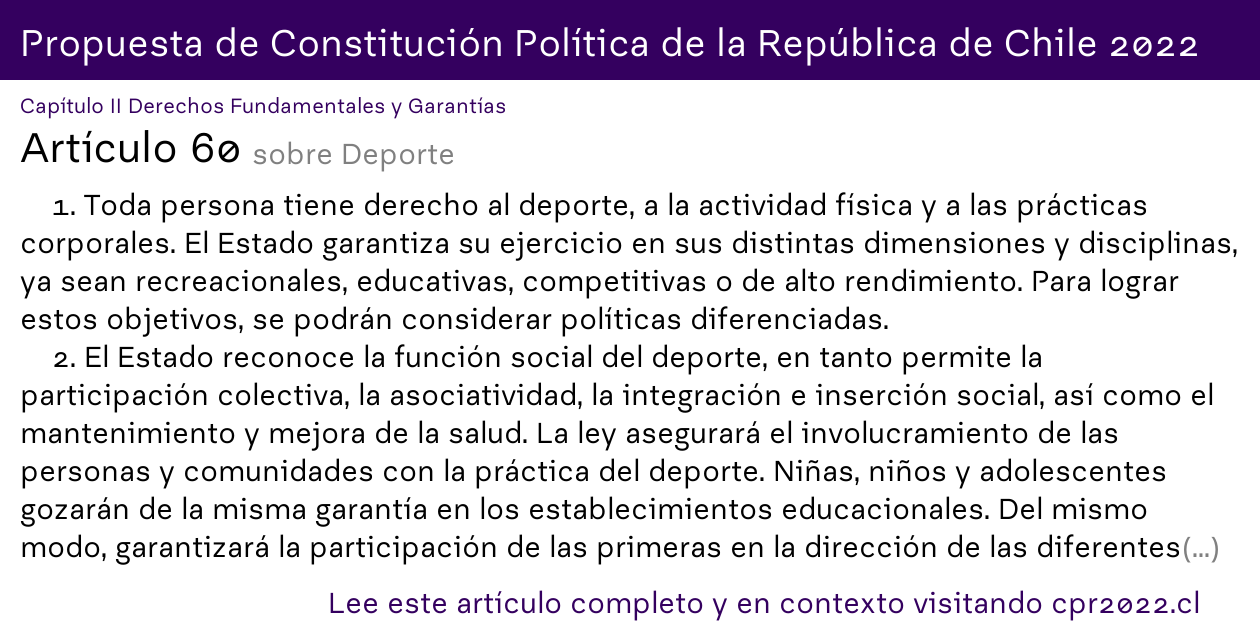 Propuesta de Constitución Política de la República de Chile 2022
Capítulo II Derechos Fundamentales y Garantías
Artículo 60 sobre Deporte
1. Toda persona tiene derecho al deporte, a la actividad física y a las prácticas
corporales. El Estado garantiza su ejercicio en sus distintas dimensiones y disciplinas,
ya sean recreacionales, educativas, competitivas o de alto rendimiento. Para lograr
estos objetivos, se podrán considerar políticas diferenciadas.
2. El Estado reconoce la función social del deporte, en tanto permite la
participación colectiva, la asociatividad, la integración e inserción social, así como el
mantenimiento y mejora de la salud. La ley asegurará el involucramiento de las
personas y comunidades con la práctica del deporte. Niñas, niños y adolescentes
gozarán de la misma garantía en los establecimientos educacionales. Del mismo
modo, garantizará la participación de las primeras en la dirección de las diferentes(...)
Lee este artículo completo y en contexto visitando cpr2022.cl